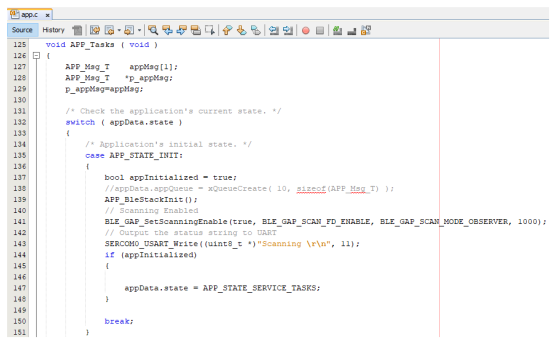 app.c x
Source History
125 void APP_Tasks ( void )
126 {
127 APP_Msg_T appMsg[1];
128 APP_Msg_T *p_appMsg;
129 p_appMsg=appMsg;
130
131 /* Check the application's current state. */
132 switch ( appData.state )
133 {
134 /* Application's initial state. */
135 case APP_STATE_INIT:
136 {
137 bool appInitialized = true;
138 //appData.appQueue = xQueueCreate( 10, sizeof(APP_Msg_T) );
139 APP_BleStackInit();
140 // Scanning Enabled
141 BLE_GAP_SetScanningEnable(true, BLE_GAP_SCAN_FD_ENABLE, BLE_GAP_SCAN_MODE_OBSERVER, 1000);
142 // Output the status string to UART
143 SERCOM0_USART_Write((uint8_t *)"Scanning \r\n", 11);
144 if (appInitialized)
145 {
146
147 appData.state = APP_STATE_SERVICE_TASKS;
148 }
149
150 break;
151 }